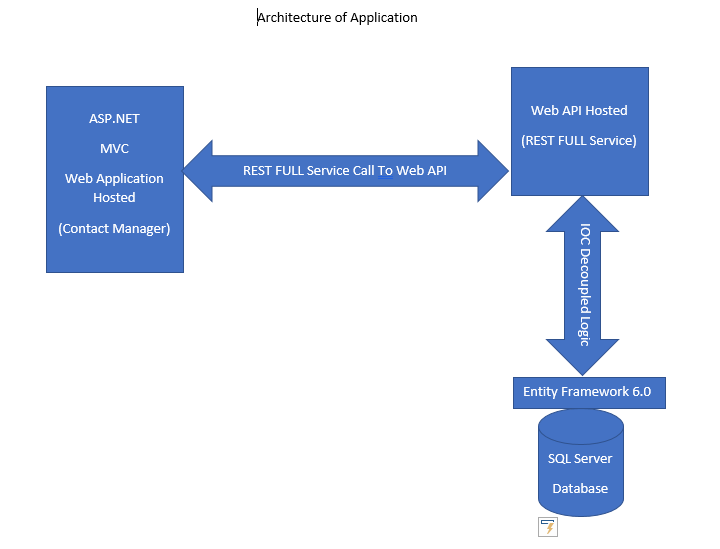 Architecture of Application
ASP.NET
MVC
Web Application
Hosted
(Contact Manager)
REST FULL Service Call To Web API
Web API Hosted
(REST FULL Service)
IOC Decoupled Logic
Entity Framework 6.0
SQL Server
Database